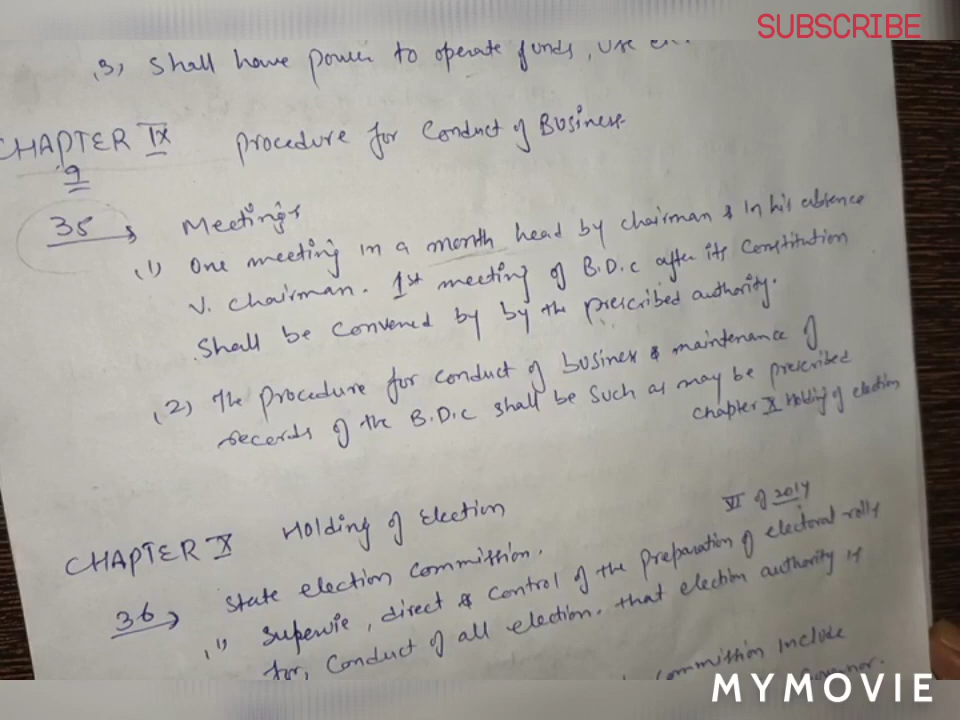 SUBSCRIBE
(3) Shall have power to operate funds, use
CHAPTER IX Procedure for Conduct of Business
9
35 → Meetings
(1) One meeting in a month head by chairman & in his absence
V. chairman. 1st meeting of B.D.C after its Constitution
Shall be convened by by the prescribed authority.
(2) The procedure for conduct of business & maintenance of
records of the B.D.C shall be such as may be prescribed
Chapter X Holding of election
CHAPTER X Holding of Election
VI of 2014
36 → State election commission.
(1) Supervise, direct & control of the preparation of electoral rolls
for, conduct of all election. that election authority is
commission include
Governor.
MYMOVIE